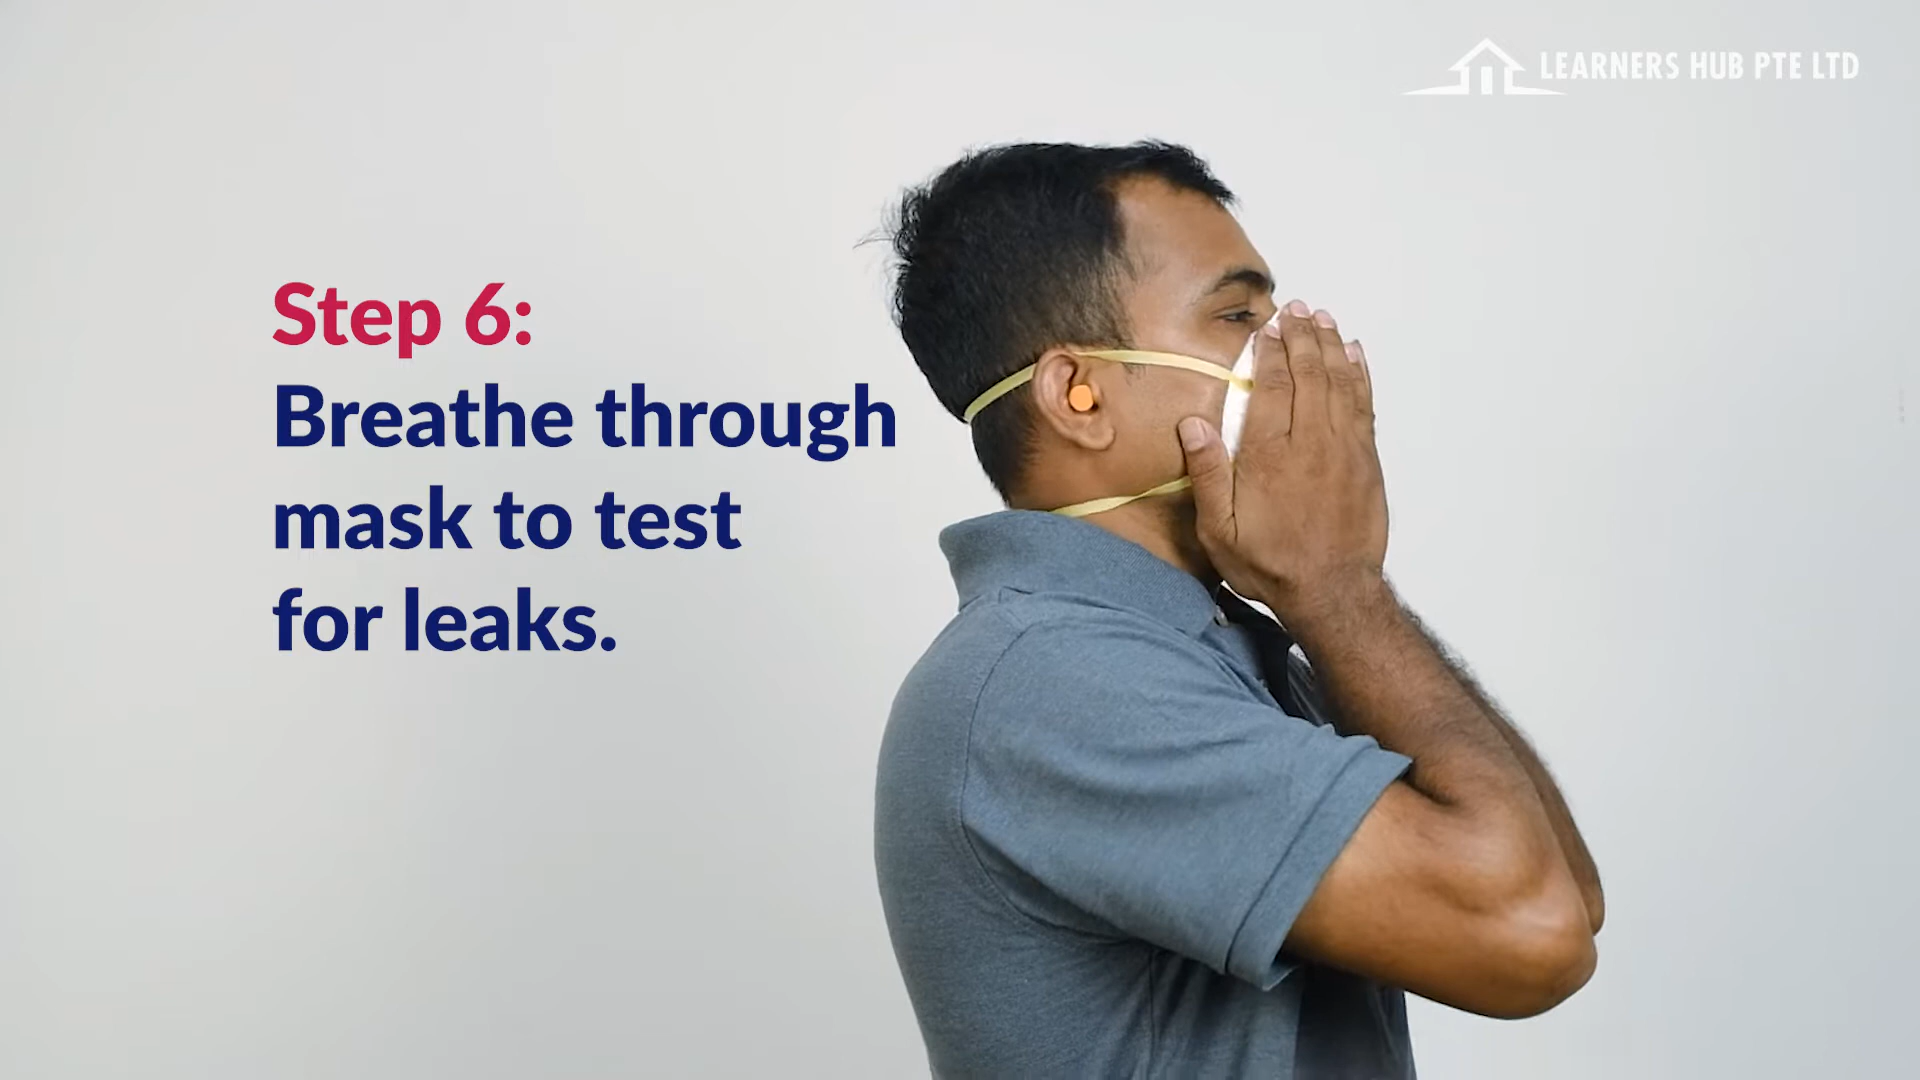 LEARNERS HUB PTE LTD
Step 6:
Breathe through
mask to test
for leaks.